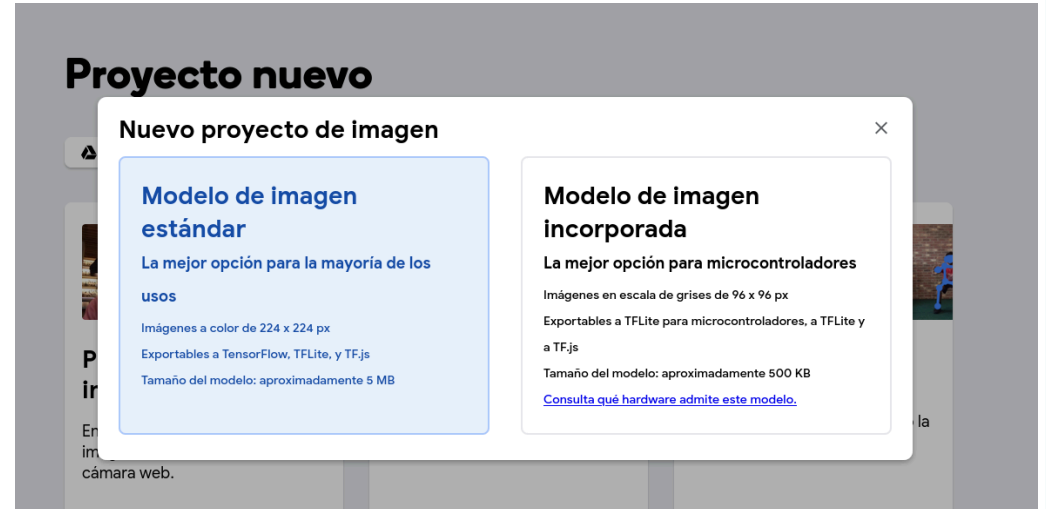 Proyecto nuevo
Nuevo proyecto de imagen
Modelo de imagen
estándar
La mejor opción para la mayoría de los
usos
Imágenes a color de 224 x 224 px
Exportables a TensorFlow, TFLite, y TF.js
Tamaño del modelo: aproximadamente 5 MB
Modelo de imagen
incorporada
La mejor opción para microcontroladores
Imágenes en escala de grises de 96 x 96 px
Exportables a TFLite para microcontroladores, a TFLite y
a TF.js
Tamaño del modelo: aproximadamente 500 KB
Consulta qué hardware admite este modelo.
la
cámara web.